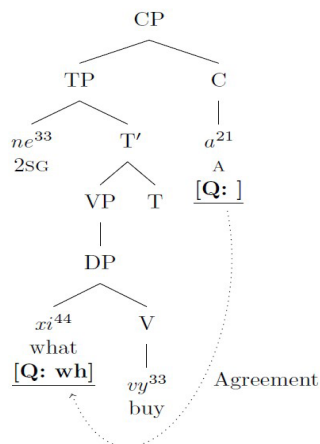 CP
TP C
ne³³ T′ a²¹
2SG A
VP T [Q: ]
DP
xi⁴⁴ V
what
[Q: wh] vy³³ Agreement
buy